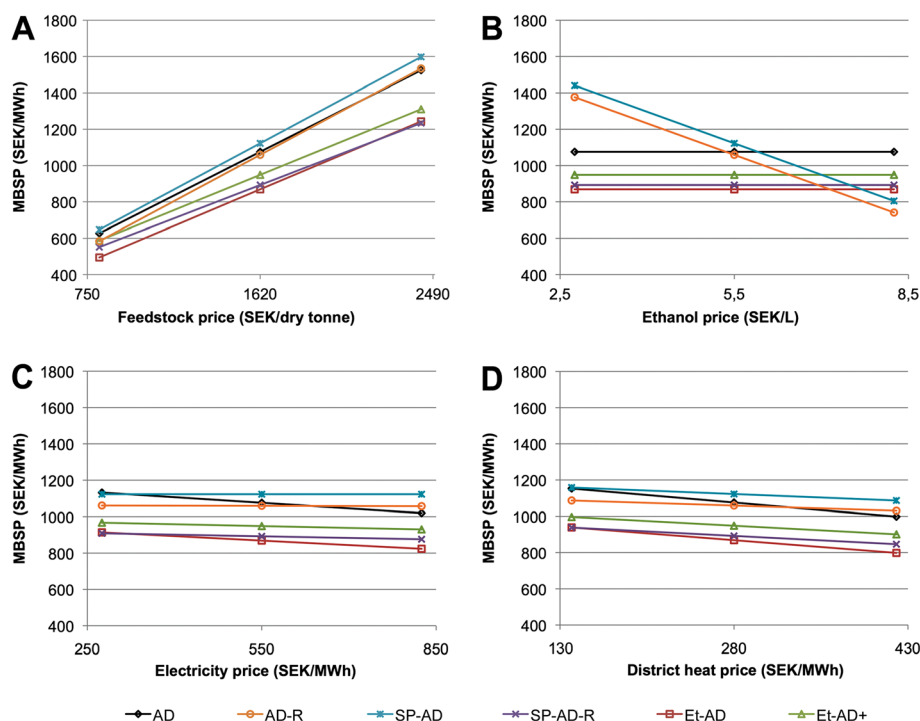 A
B
1800
1600
1400
1200
1000
800
600
400
MBSP (SEK/MWh)
750
1620
2490
Feedstock price (SEK/dry tonne)
1800
1600
1400
1200
1000
800
600
400
MBSP (SEK/MWh)
2,5
5,5
8,5
Ethanol price (SEK/L)
C
D
1800
1600
1400
1200
1000
800
600
400
MBSP (SEK/MWh)
250
550
850
Electricity price (SEK/MWh)
1800
1600
1400
1200
1000
800
600
400
MBSP (SEK/MWh)
130
280
430
District heat price (SEK/MWh)
AD
AD-R
SP-AD
SP-AD-R
Et-AD
Et-AD+